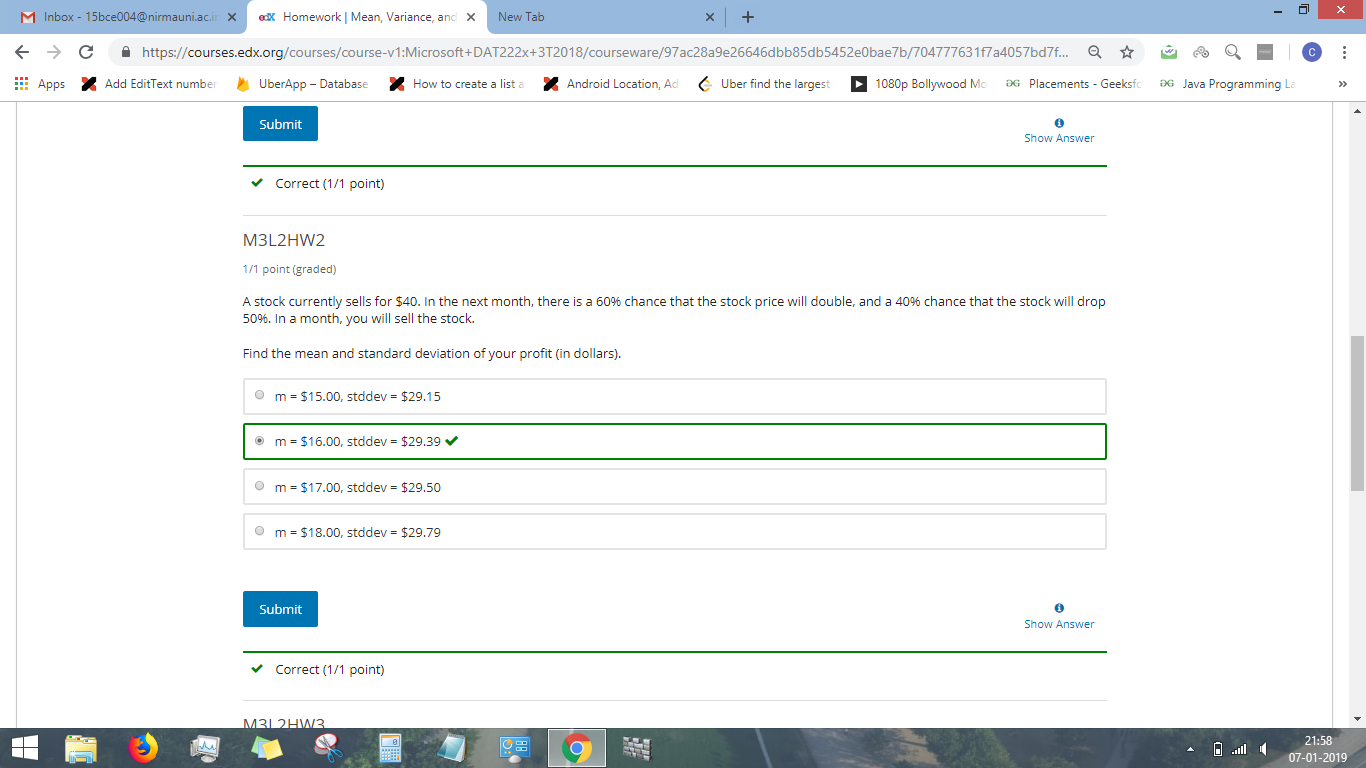 Inbox - 15bce004@nirmauni.ac.i
edX Homework | Mean, Variance, and
New Tab
https://courses.edx.org/courses/course-v1:Microsoft+DAT222x+3T2018/courseware/97ac28a9e26646dbb85db5452e0bae7b/704777631f7a4057bd7f...
C
Apps
Add EditText number
UberApp – Database
How to create a list a
Android Location, Ad
Uber find the largest
1080p Bollywood Mo
Placements - Geeksfo
Java Programming La
»
Submit
Show Answer
Correct (1/1 point)
M3L2HW2
1/1 point (graded)
A stock currently sells for $40. In the next month, there is a 60% chance that the stock price will double, and a 40% chance that the stock will drop
50%. In a month, you will sell the stock.
Find the mean and standard deviation of your profit (in dollars).
m = $15.00, stddev = $29.15
m = $16.00, stddev = $29.39
m = $17.00, stddev = $29.50
m = $18.00, stddev = $29.79
Submit
Show Answer
Correct (1/1 point)
M3L2HW3
21:58
07-01-2019